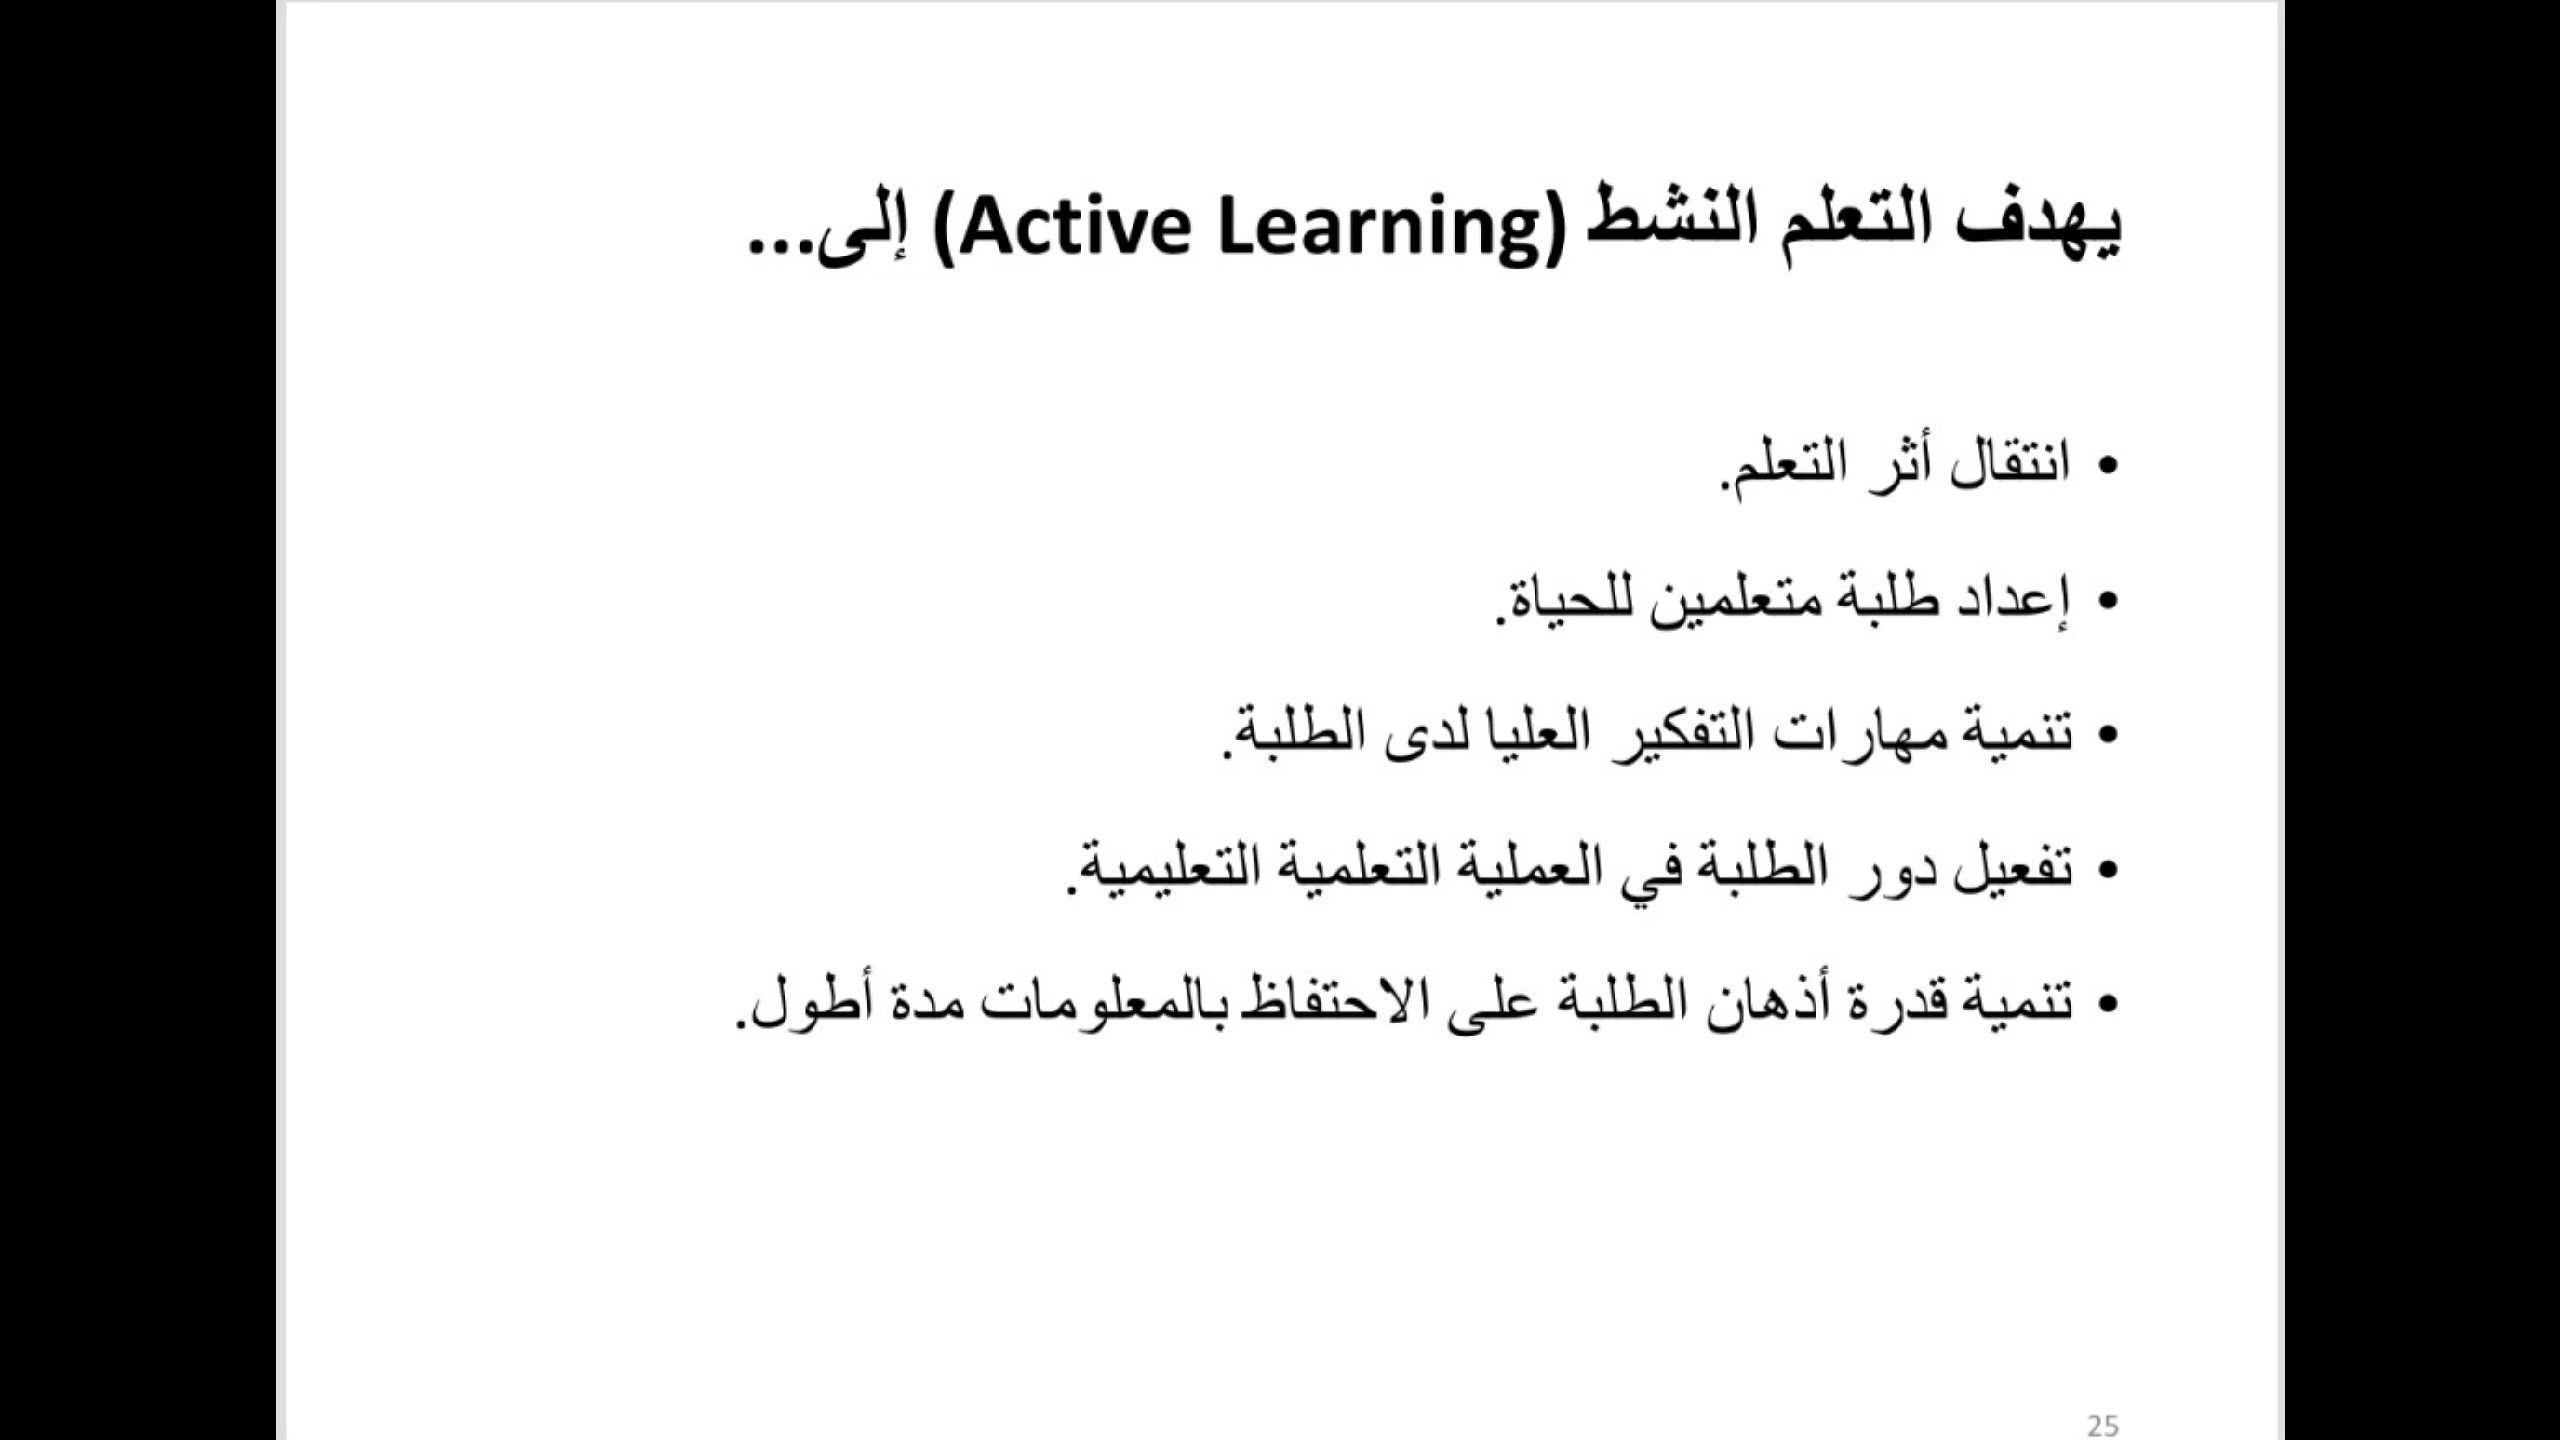 يهدف التعلم النشط (Active Learning) إلى...
• انتقال أثر التعلم.
• إعداد طلبة متعلمين للحياة.
• تنمية مهارات التفكير العليا لدى الطلبة.
• تفعيل دور الطلبة في العملية التعلمية التعليمية.
• تنمية قدرة أذهان الطلبة على الاحتفاظ بالمعلومات مدة أطول.
25